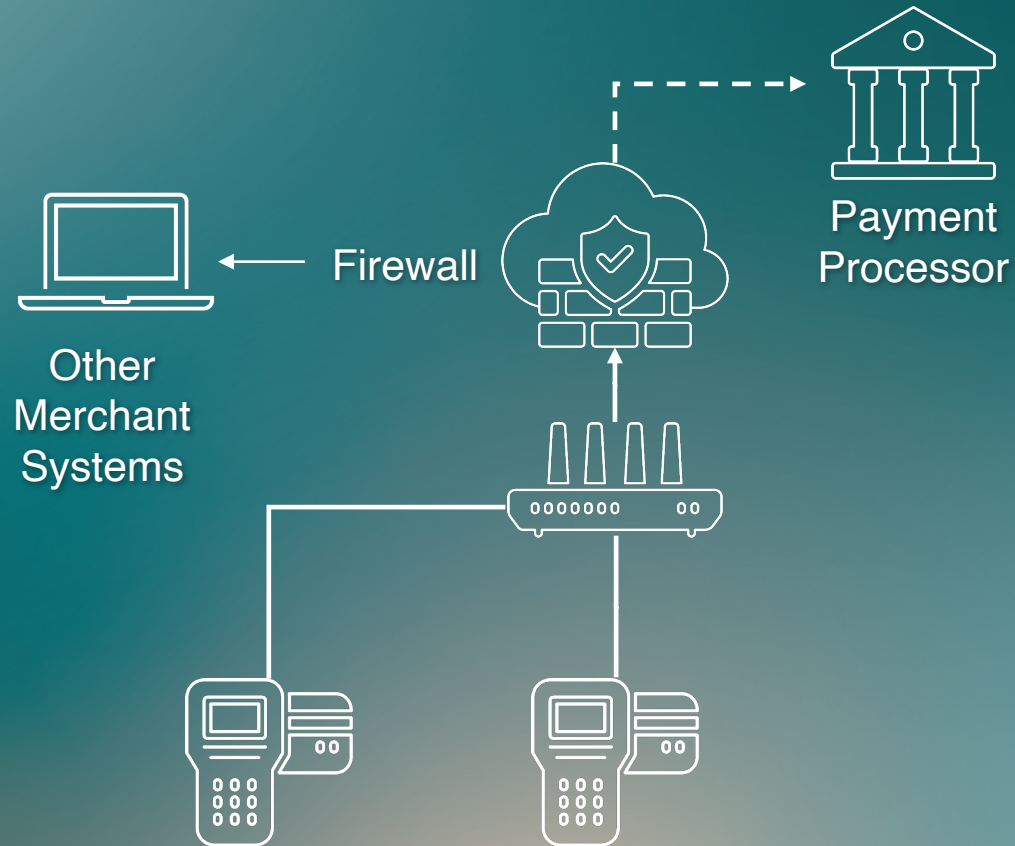 Payment
Processor
Firewall
Other
Merchant
Systems